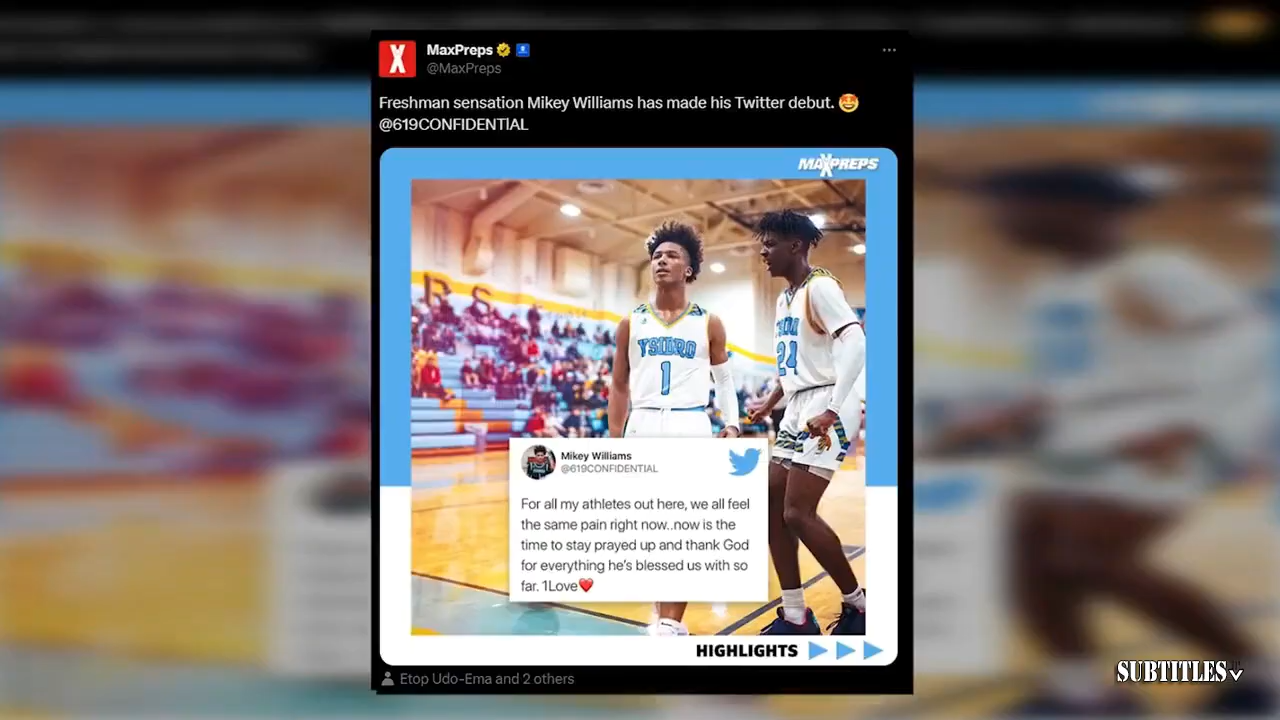 MaxPreps
@MaxPreps
Freshman sensation Mikey Williams has made his Twitter debut. 🤩
@619CONFIDENTIAL
MAXPREPS
RS
YSIDRO
1
24
Mikey Williams
@619CONFIDENTIAL
For all my athletes out here, we all feel
the same pain right now..now is the
time to stay prayed up and thank God
for everything he's blessed us with so
far. 1Love❤️
HIGHLIGHTS
Etop Udo-Ema and 2 others
SUBTITLES